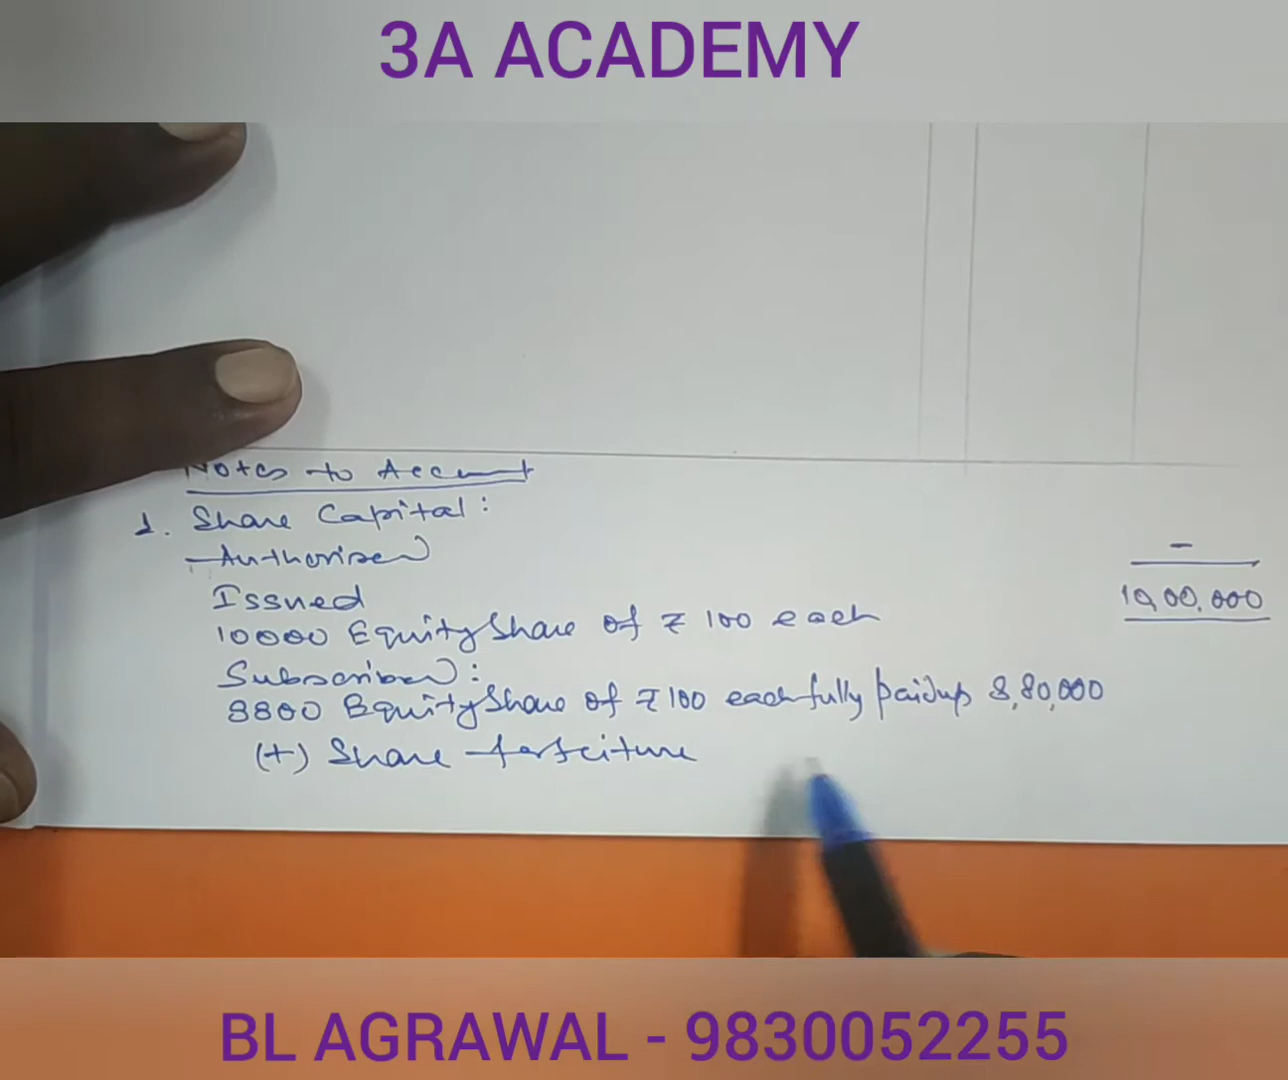 3A ACADEMY
Notes to Account
1. Share Capital:
Authorised -
Issued
10000 Equity Share of ₹ 100 each 10,00,000
Subscribed:
8800 Equity Share of ₹ 100 each fully paidup 8,80,000
(+) Share forfeiture
BL AGRAWAL - 9830052255